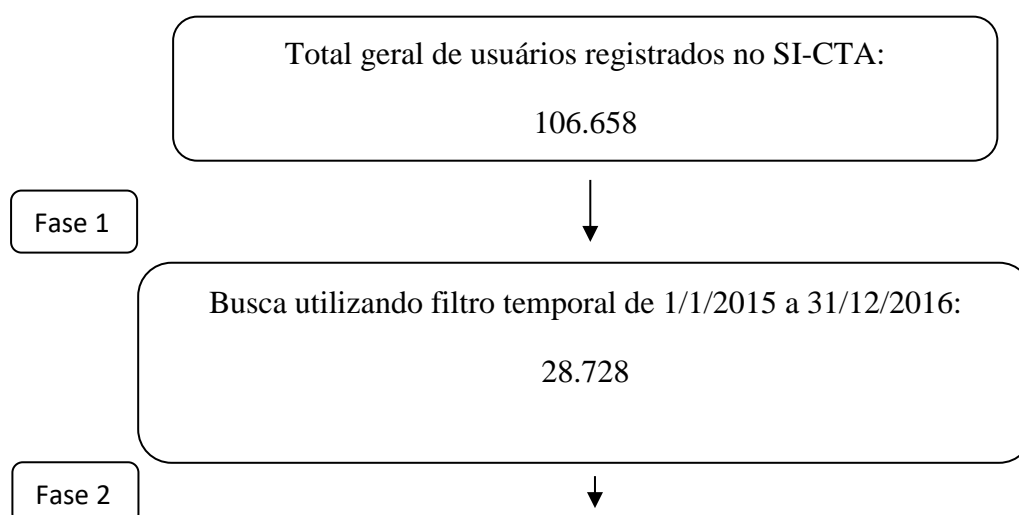 Total geral de usuários registrados no SI-CTA:
106.658
Fase 1
Busca utilizando filtro temporal de 1/1/2015 a 31/12/2016:
28.728
Fase 2